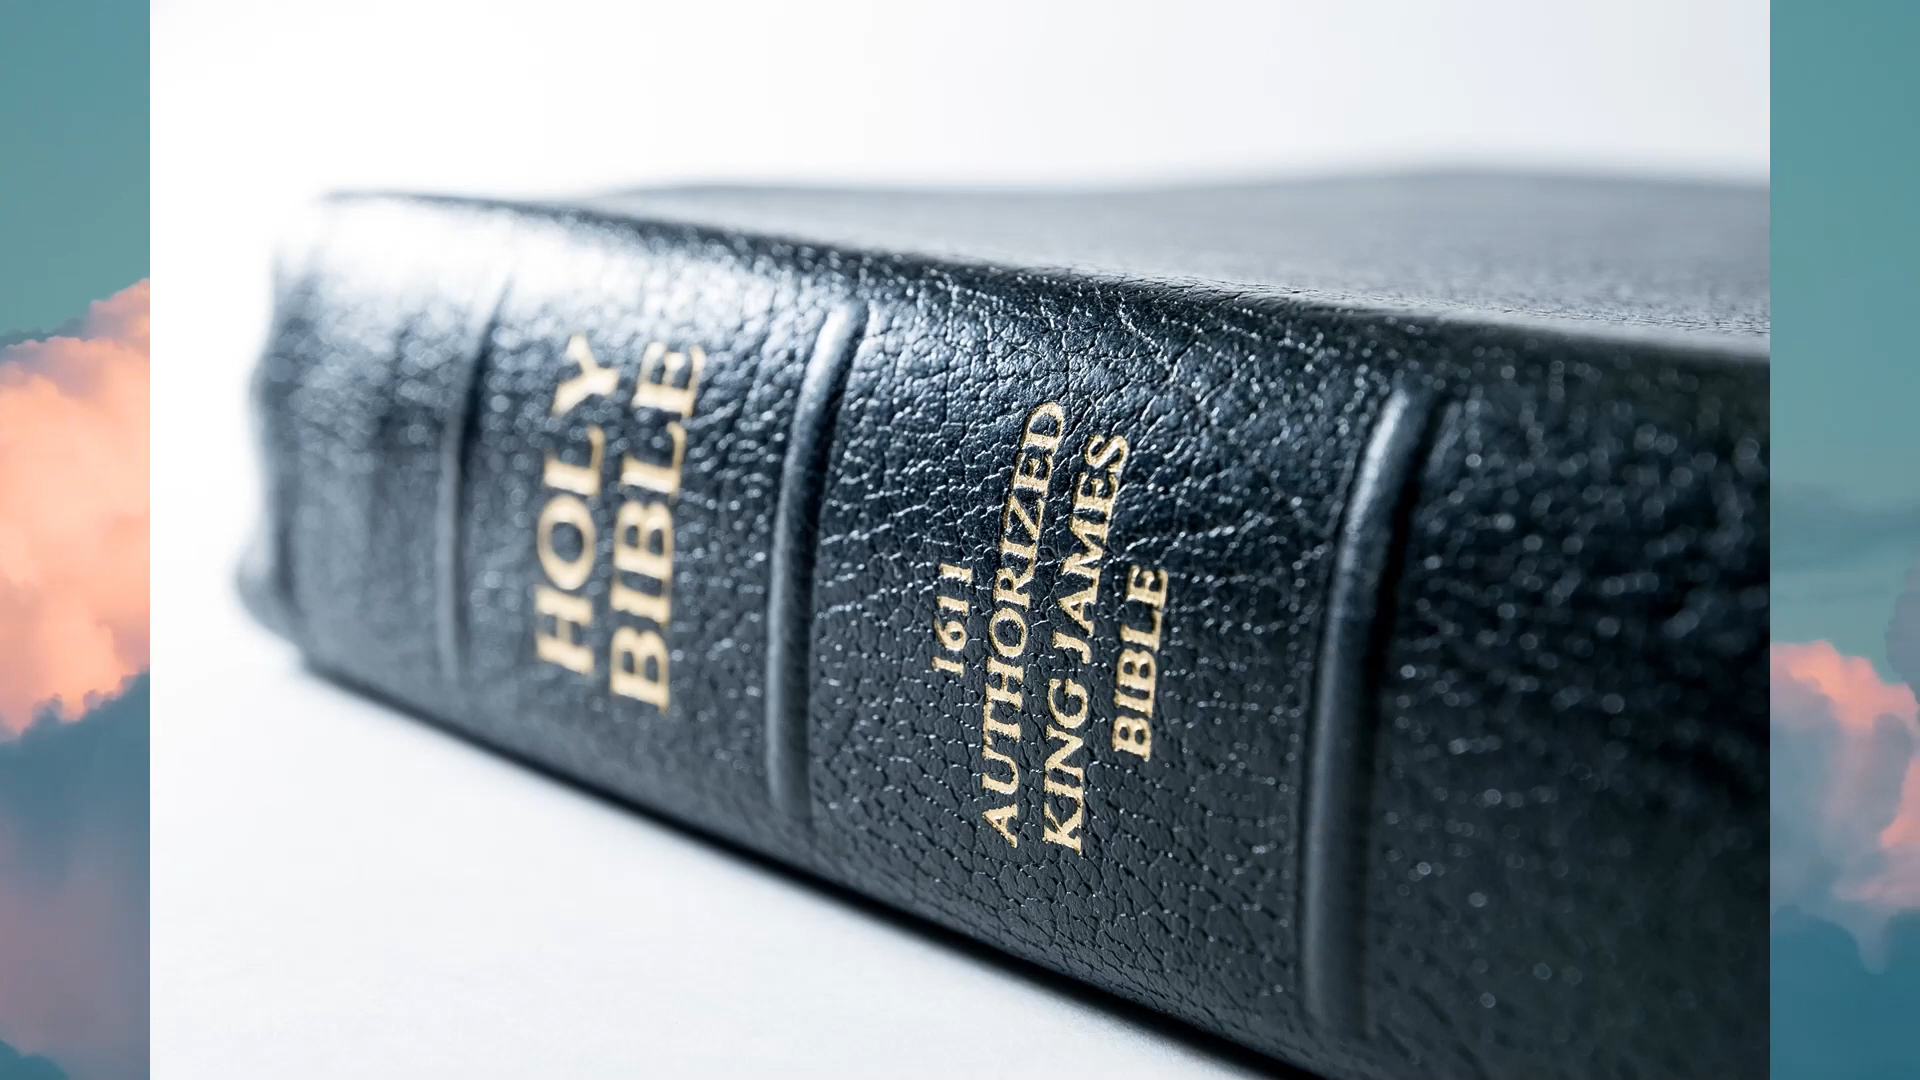 HOLY
BIBLE
1611
AUTHORIZED
KING JAMES
BIBLE